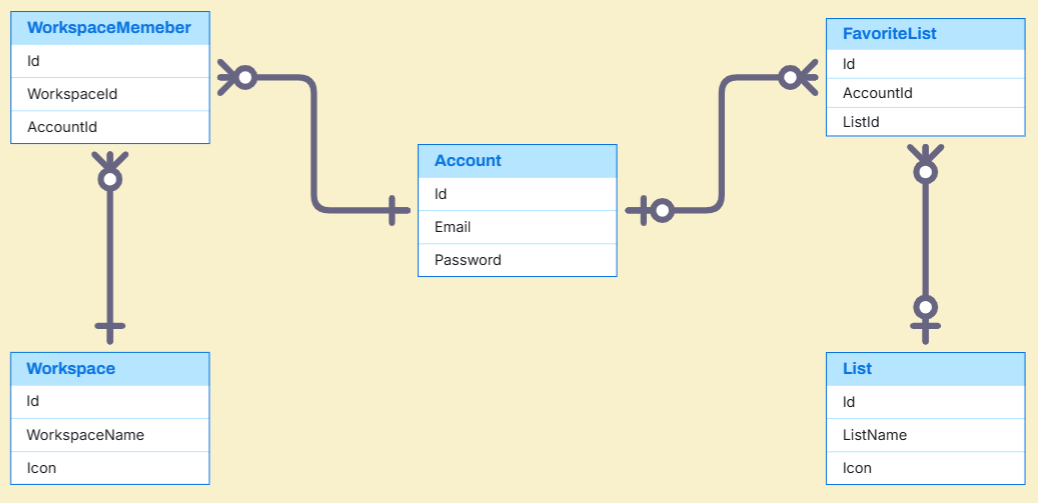 WorkspaceMemeber
Id
WorkspaceId
AccountId
Workspace
Id
WorkspaceName
Icon
Account
Id
Email
Password
FavoriteList
Id
AccountId
ListId
List
Id
ListName
Icon